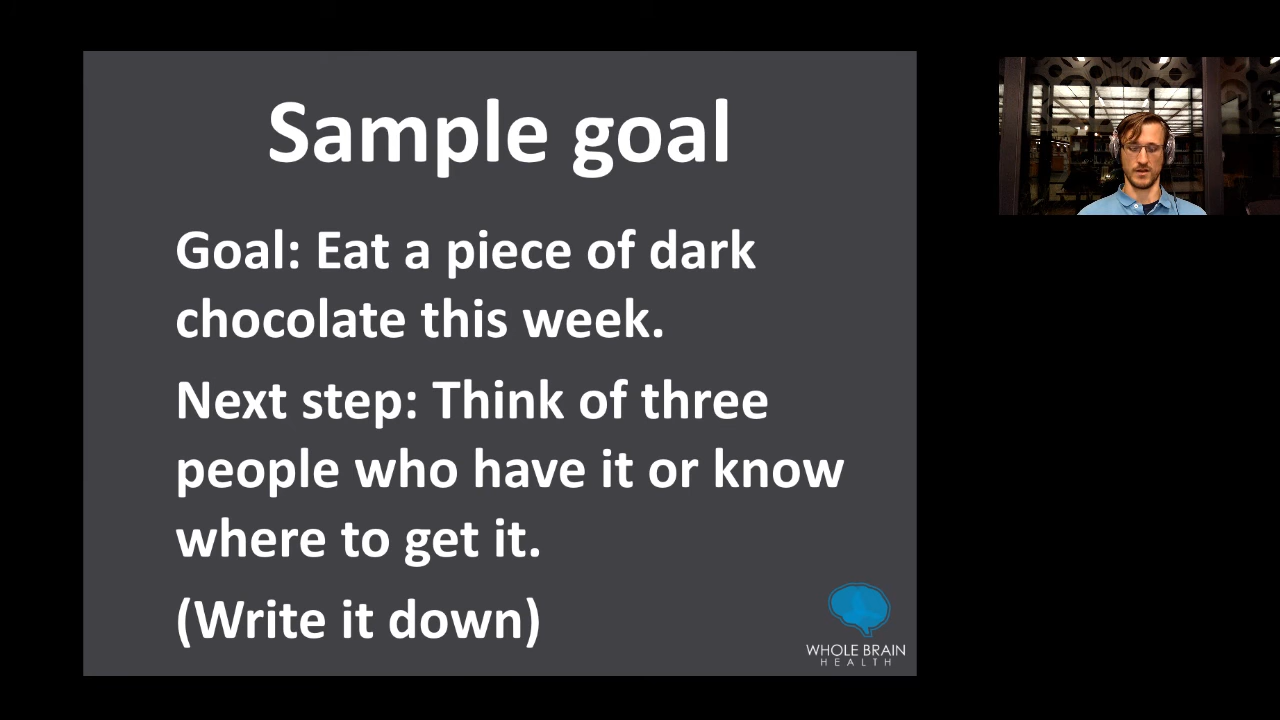 Sample goal
Goal: Eat a piece of dark
chocolate this week.
Next step: Think of three
people who have it or know
where to get it.
(Write it down)
WHOLE BRAIN
HEALTH